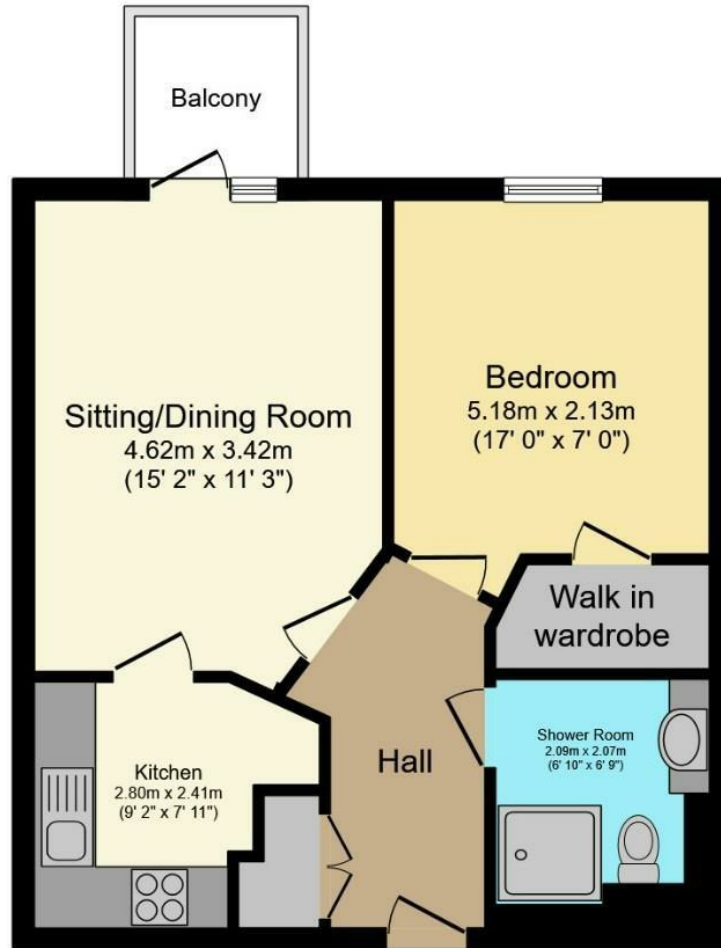 Balcony
Sitting/Dining Room
4.62m x 3.42m
(15' 2" x 11' 3")
Bedroom
5.18m x 2.13m
(17' 0" x 7' 0")
Walk in
wardrobe
Kitchen
2.80m x 2.41m
(9' 2" x 7' 11")
Hall
Shower Room
2.09m x 2.07m
(6' 10" x 6' 9")